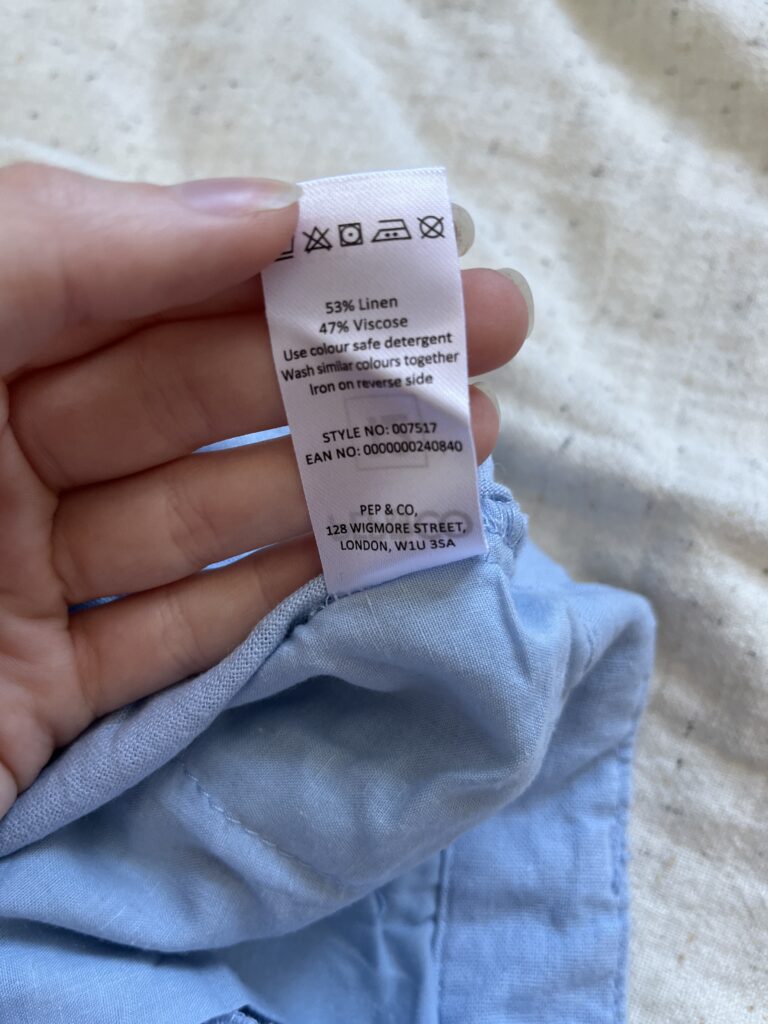 53% Linen
47% Viscose
Use colour safe detergent
Wash similar colours together
Iron on reverse side
STYLE NO: 007517
EAN NO: 0000000240840
PEP & CO,
128 WIGMORE STREET,
LONDON, W1U 3SA